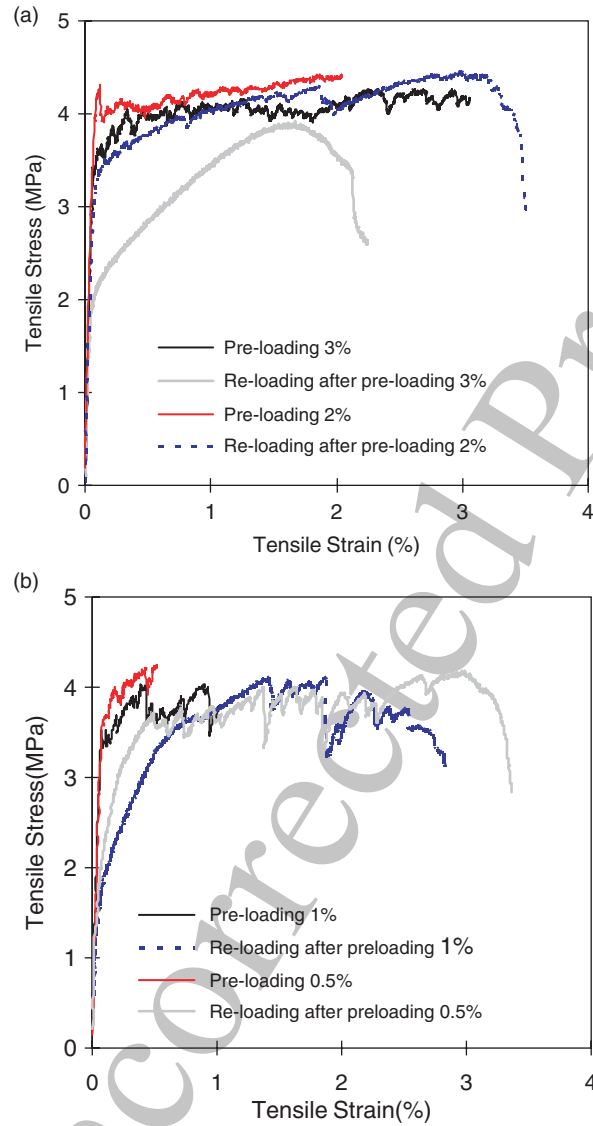 (a)
5
4
3
2
1
0
Tensile Stress (MPa)
Pre-loading 3%
Re-loading after pre-loading 3%
Pre-loading 2%
Re-loading after pre-loading 2%
0 1 2 3 4
Tensile Strain (%)
(b)
5
4
3
2
1
0
Tensile Stress(MPa)
Pre-loading 1%
Re-loading after preloading 1%
Pre-loading 0.5%
Re-loading after preloading 0.5%
0 1 2 3 4
Tensile Strain(%)
corrected Pr